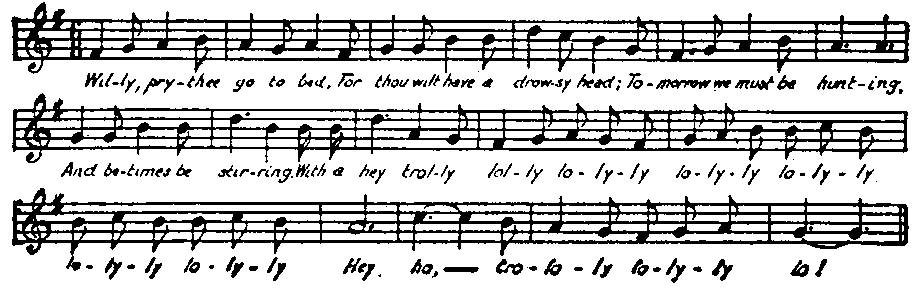 Wil-ly, pry-thee go to bed, For thou wilt have a drow-sy head; To-morrow we must be hunt-ing,
And be-times be stir-ring. With a hey trol-ly lol-ly lo-ly-ly lo-ly-ly lo-ly-ly
lo-ly-ly lo-ly-ly Hey, ho, — tro-lo-ly lo-ly-ly lo!